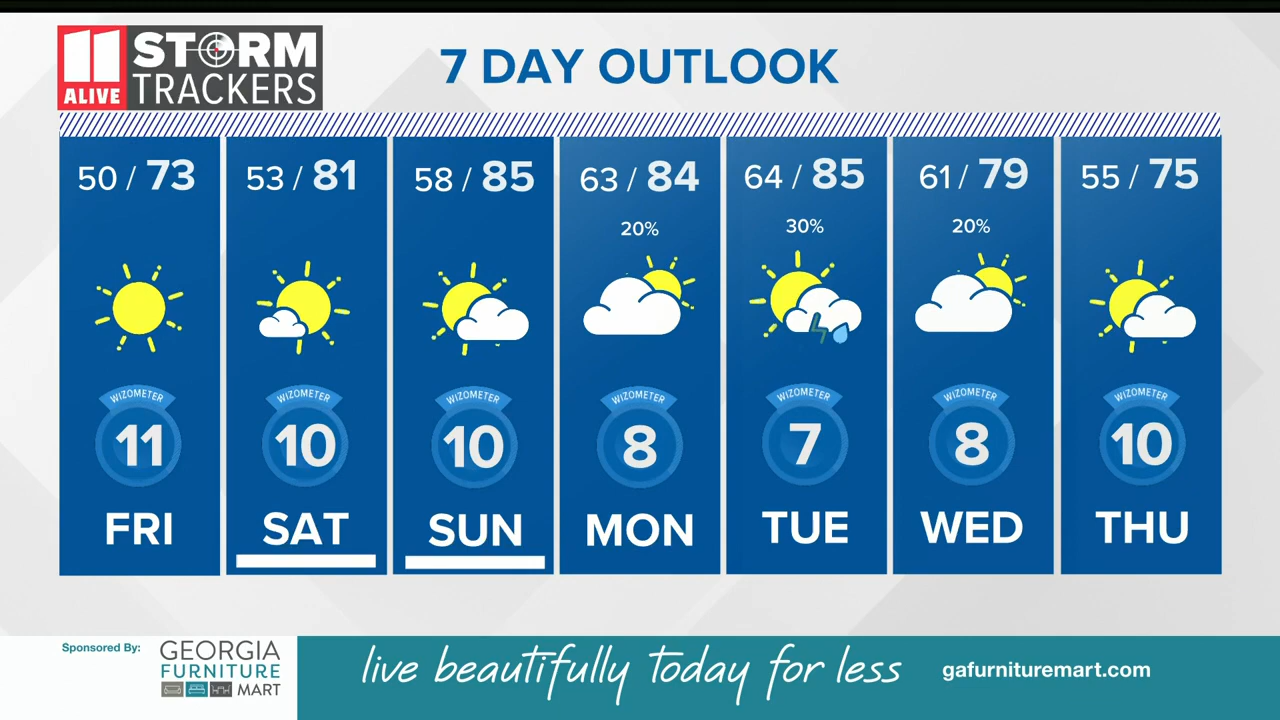 11 ALIVE STORM TRACKERS
7 DAY OUTLOOK
50 / 73
53 / 81
58 / 85
63 / 84
64 / 85
61 / 79
55 / 75
20%
30%
20%
WIZOMETER
WIZOMETER
WIZOMETER
WIZOMETER
WIZOMETER
WIZOMETER
WIZOMETER
11
10
10
8
7
8
10
FRI
SAT
SUN
MON
TUE
WED
THU
Sponsored By:
GEORGIA
FURNITURE
MART
live beautifully today for less
gafurnituremart.com